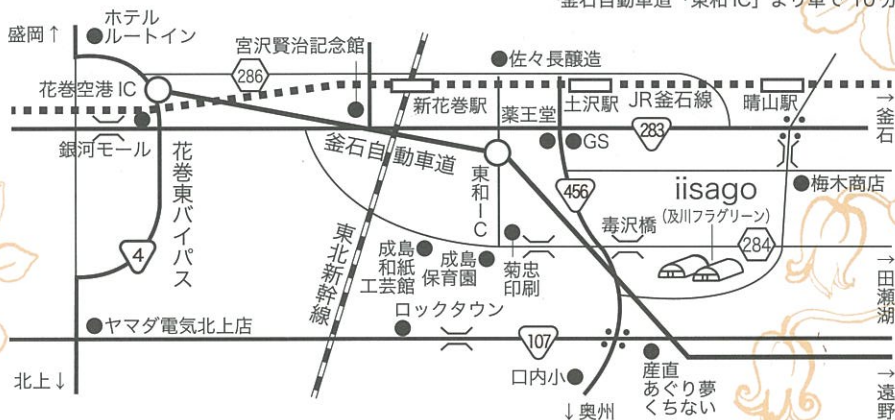 釜石自動車道「東和IC」より車で10分
ホテル
ルートイン
盛岡↑
宮沢賢治記念館
佐々長醸造
286
花巻空港IC
新花巻駅
薬王堂
土沢駅
JR釜石線
晴山駅
→釜石
283
銀河モール
花巻東バイパス
釜石自動車道
GS
東和IC
456
iisago
(及川フラグリーン)
梅木商店
毒沢橋
284
4
東北新幹線
成島
和紙
工芸館
成島
保育園
菊忠
印刷
→田瀬湖
ロックタウン
ヤマダ電気北上店
107
北上↓
口内小
産直
あぐり夢
くちない
↓奥州
→遠野